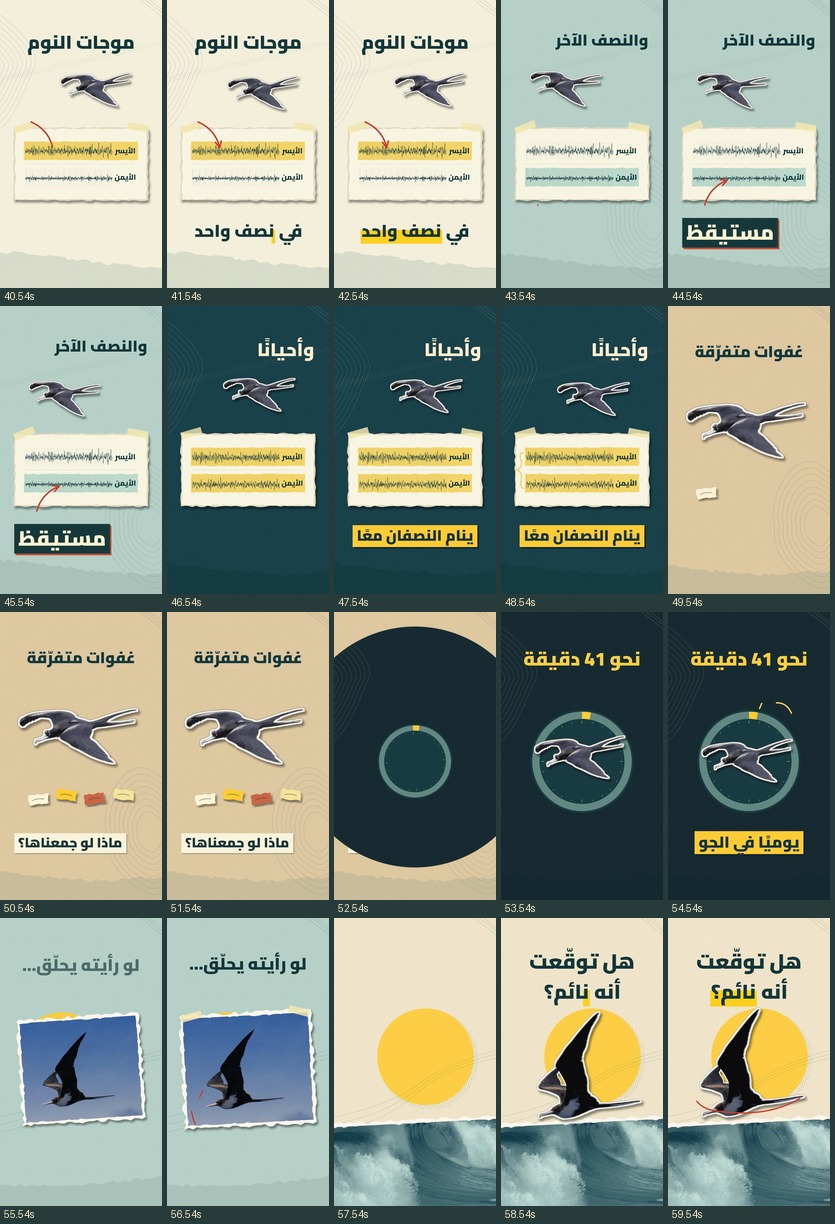 موجات النوم
الأيسر
الأيمن
40.54s
موجات النوم
الأيسر
الأيمن
في نصف واحد
41.54s
موجات النوم
الأيسر
الأيمن
في نصف واحد
42.54s
والنصف الآخر
الأيسر
الأيمن
43.54s
والنصف الآخر
الأيسر
الأيمن
مستيقظ
44.54s
والنصف الآخر
الأيسر
الأيمن
مستيقظ
45.54s
وأحيانًا
الأيسر
الأيمن
46.54s
وأحيانًا
الأيسر
الأيمن
ينام النصفان معًا
47.54s
وأحيانًا
الأيسر
الأيمن
ينام النصفان معًا
48.54s
غفوات متفرّقة
49.54s
غفوات متفرّقة
ماذا لو جمعناها؟
50.54s
غفوات متفرّقة
ماذا لو جمعناها؟
51.54s
52.54s
نحو 41 دقيقة
53.54s
نحو 41 دقيقة
يوميًا في الجو
54.54s
لو رأيته يحلّق...
55.54s
لو رأيته يحلّق...
56.54s
57.54s
هل توقّعت
أنه نائم؟
58.54s
هل توقّعت
أنه نائم؟
59.54s